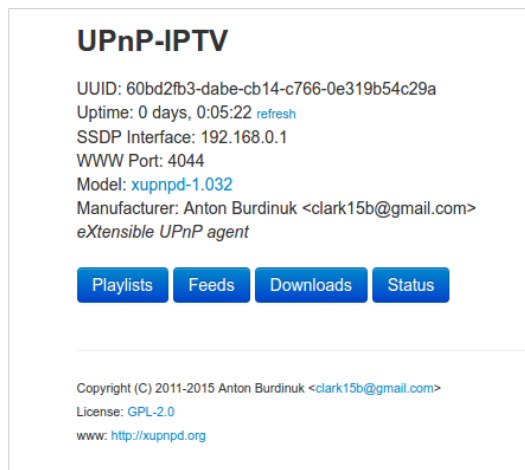 UPnP-IPTV
UUID: 60bd2fb3-dabe-cb14-c766-0e319b54c29a
Uptime: 0 days, 0:05:22 refresh
SSDP Interface: 192.168.0.1
WWW Port: 4044
Model: xupnpd-1.032
Manufacturer: Anton Burdinuk <clark15b@gmail.com>
eXtensible UPnP agent
Playlists Feeds Downloads Status
Copyright (C) 2011-2015 Anton Burdinuk <clark15b@gmail.com>
License: GPL-2.0
www: http://xupnpd.org